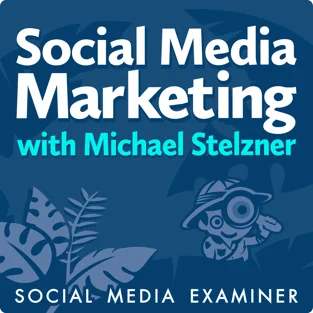 Social Media
Marketing
with Michael Stelzner
SOCIAL MEDIA EXAMINER